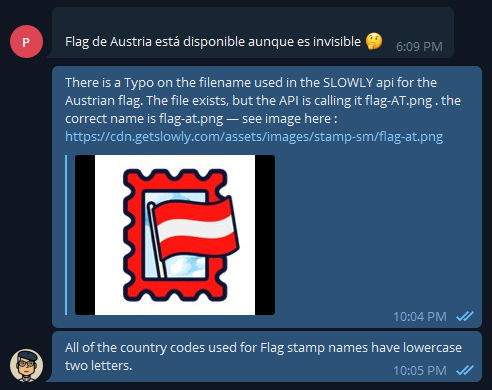 P
Flag de Austria está disponible aunque es invisible 🤔 6:09 PM
There is a Typo on the filename used in the SLOWLY api for the
Austrian flag. The file exists, but the API is calling it flag-AT.png . the
correct name is flag-at.png — see image here :
https://cdn.getslowly.com/assets/images/stamp-sm/flag-at.png
10:04 PM
All of the country codes used for Flag stamp names have lowercase
two letters.
10:05 PM